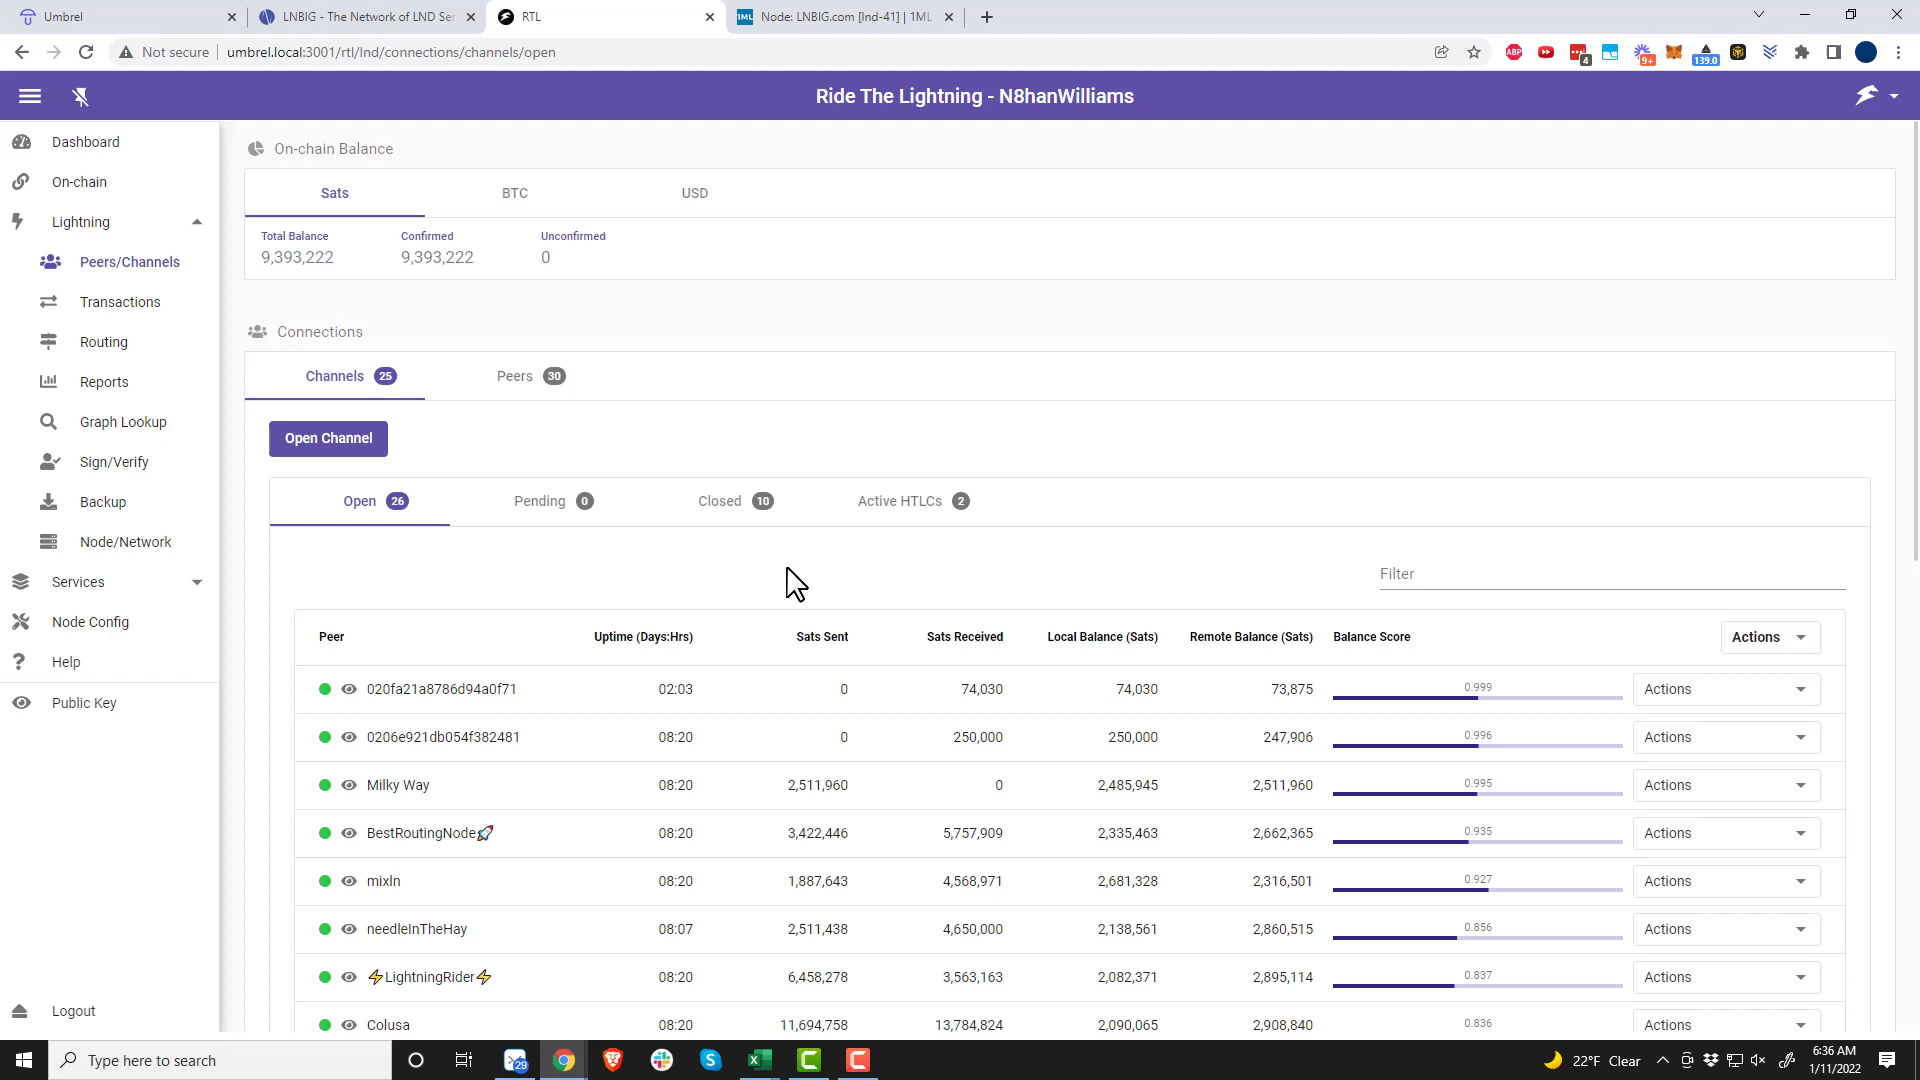 Umbrel
LNBIG - The Network of LND Ser
RTL
1ML Node: LNBIG.com [lnd-41] | 1ML
Not secure
umbrel.local:3001/rtl/lnd/connections/channels/open
ABP
4
9+
139.0
Ride The Lightning - N8hanWilliams
Dashboard
On-chain
Lightning
Peers/Channels
Transactions
Routing
Reports
Graph Lookup
Sign/Verify
Backup
Node/Network
Services
Node Config
Help
Public Key
Logout
On-chain Balance
Sats BTC USD
Total Balance Confirmed Unconfirmed
9,393,222 9,393,222 0
Connections
Channels 25 Peers 30
Open Channel
Open 26 Pending 0 Closed 10 Active HTLCs 2
Filter
Peer Uptime (Days:Hrs) Sats Sent Sats Received Local Balance (Sats) Remote Balance (Sats) Balance Score Actions
020fa21a8786d94a0f71 02:03 0 74,030 74,030 73,875 0.999 Actions
0206e921db054f382481 08:20 0 250,000 250,000 247,906 0.996 Actions
Milky Way 08:20 2,511,960 0 2,485,945 2,511,960 0.995 Actions
BestRoutingNode🚀 08:20 3,422,446 5,757,909 2,335,463 2,662,365 0.935 Actions
mixln 08:20 1,887,643 4,568,971 2,681,328 2,316,501 0.927 Actions
needleInTheHay 08:07 2,511,438 4,650,000 2,138,561 2,860,515 0.856 Actions
⚡LightningRider⚡ 08:20 6,458,278 3,563,163 2,082,371 2,895,114 0.837 Actions
Colusa 08:20 11,694,758 13,784,824 2,090,065 2,908,840 0.836 Actions
Type here to search
29
22°F Clear
6:36 AM
1/11/2022